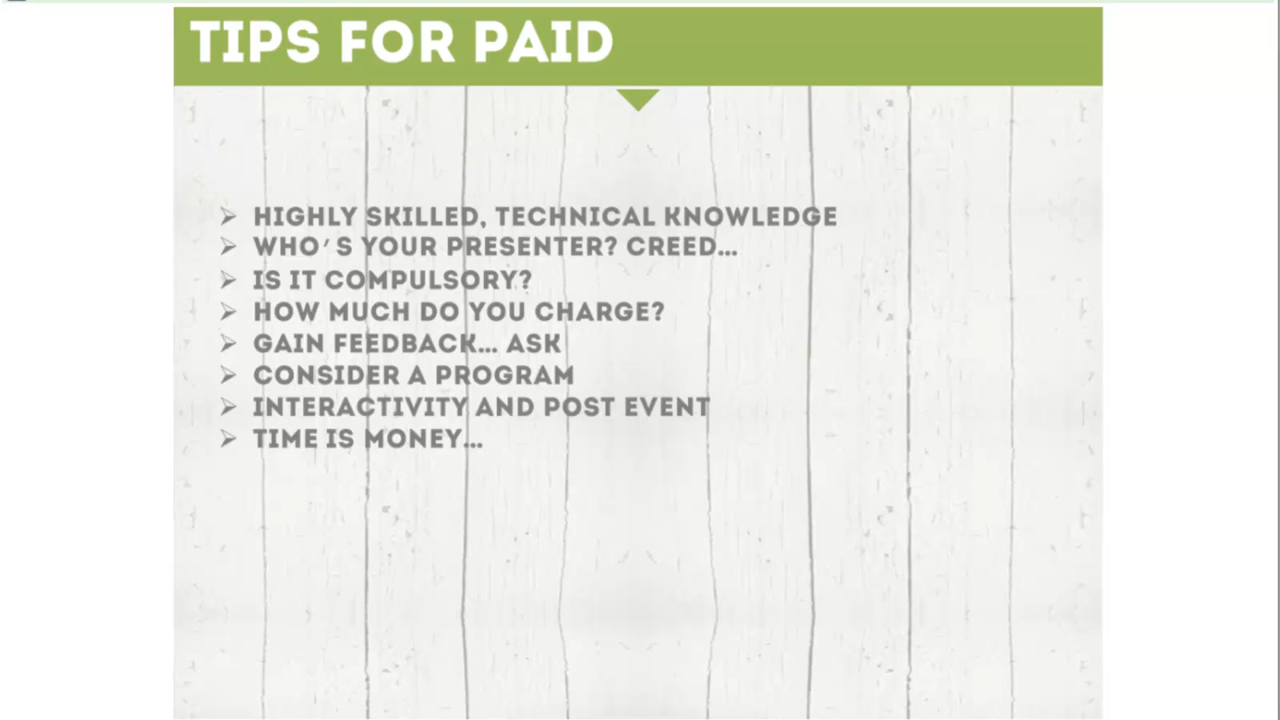 TIPS FOR PAID
HIGHLY SKILLED, TECHNICAL KNOWLEDGE
WHO'S YOUR PRESENTER? CREED...
IS IT COMPULSORY?
HOW MUCH DO YOU CHARGE?
GAIN FEEDBACK... ASK
CONSIDER A PROGRAM
INTERACTIVITY AND POST EVENT
TIME IS MONEY...